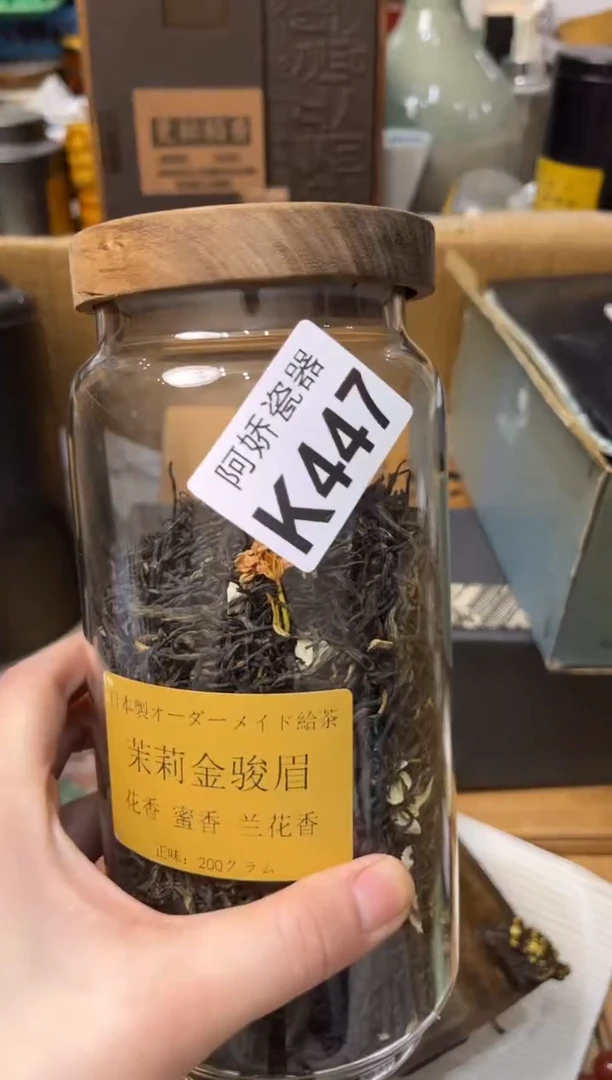 阿娇瓷器
K447
日本製オーダーメイド給茶
茉莉金骏眉
花香 蜜香 兰花香
正味: 200グラム